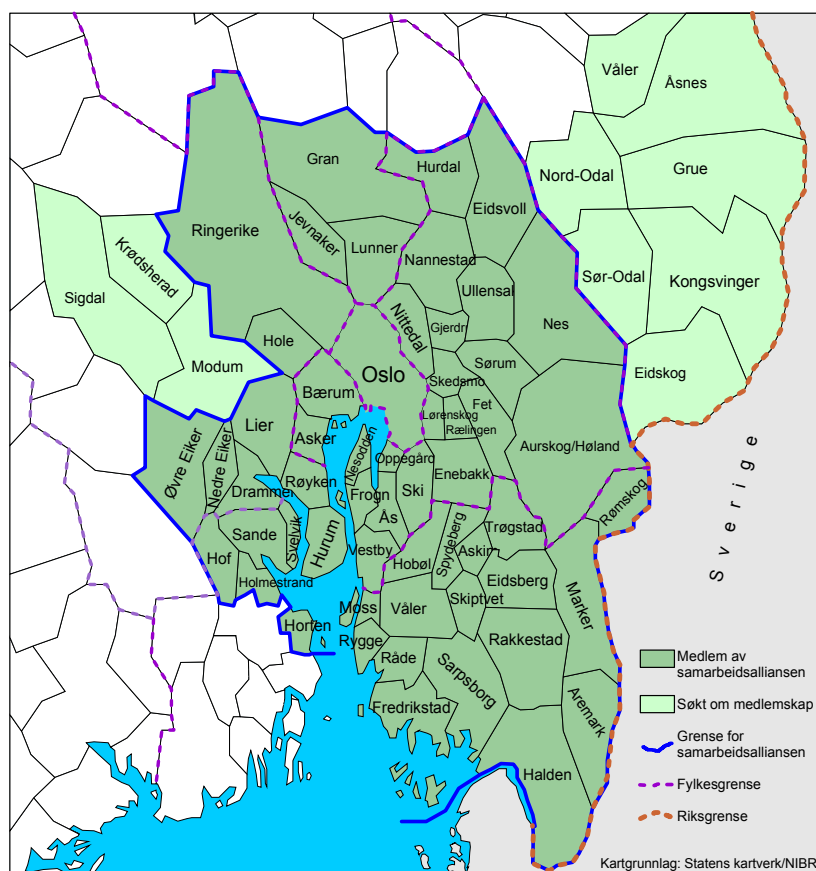 Våler
Åsnes
Gran
Hurdal
Nord-Odal
Grue
Eidsvoll
Ringerike
Jevnaker
Lunner
Nannestad
Krødsherad
Sigdal
Ullensal
Sør-Odal
Kongsvinger
Nittedal
Gjerdr
Nes
Hole
Modum
Oslo
Sørum
Eidskog
Bærum
Skedsmo
Fet
Lørenskog
Rælingen
Lier
Asker
Aurskog/Høland
Øvre Eiker
Nedre Eiker
Nesodden
Oppegård
Drammer
Røyken
Frogn
Ski
Enebakk
Rømskog
Sverige
Ås
Sande
Svelvik
Hurum
Vestby
Hobøl
Spydeberg
Askin
Trøgstad
Hof
Holmestrand
Eidsberg
Skiptvet
Marker
Horten
Moss
Våler
Rygge
Råde
Rakkestad
Sarpsborg
Fredrikstad
Aremark
Halden
Medlem av
samarbeidsalliansen
Søkt om medlemskap
Grense for
samarbeidsalliansen
Fylkesgrense
Riksgrense
Kartgrunnlag: Statens kartverk/NIBR